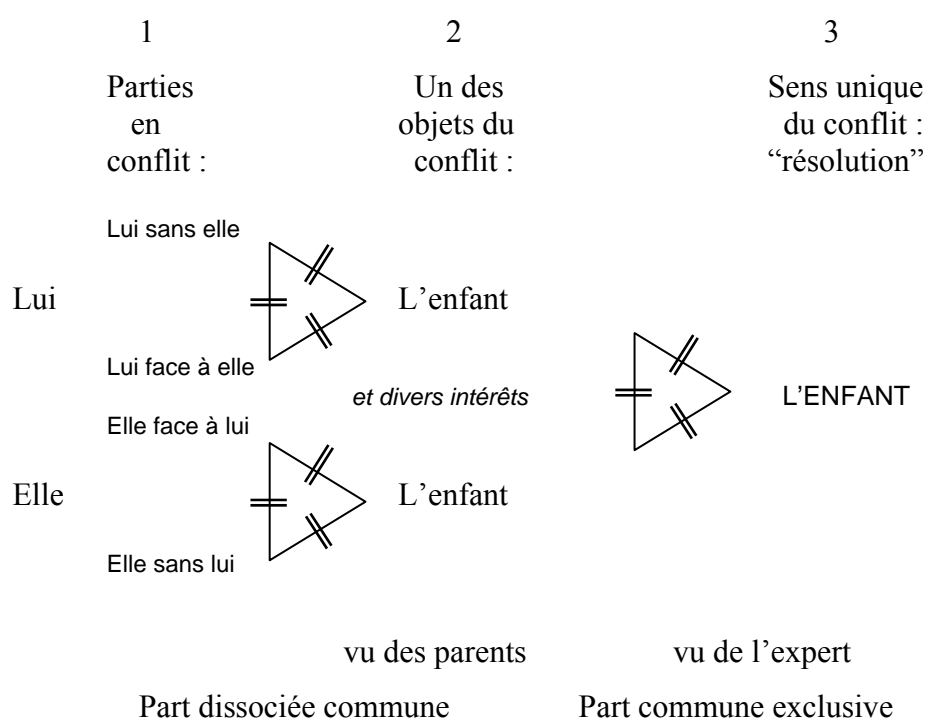 1 2 3
Parties Un des Sens unique
en objets du du conflit :
conflit : conflit : “résolution”
Lui sans elle
Lui L’enfant
Lui face à elle
et divers intérêts L’ENFANT
Elle face à lui
Elle L’enfant
Elle sans lui
vu des parents vu de l’expert
Part dissociée commune Part commune exclusive